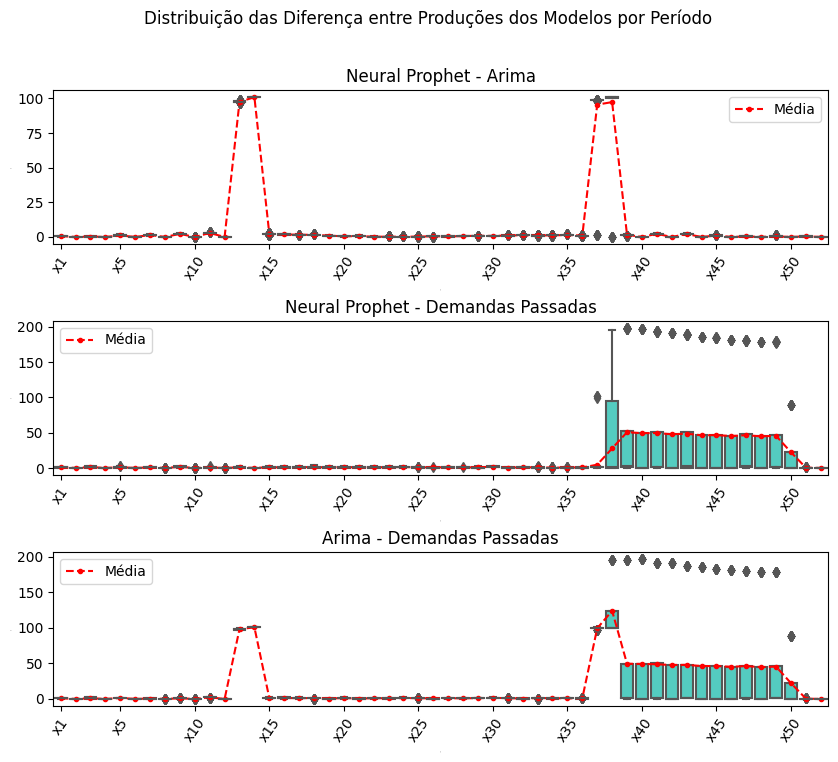 Distribuição das Diferença entre Produções dos Modelos por Período
Neural Prophet - Arima
100
75
50
25
0
Média
x1 x5 x10 x15 x20 x25 x30 x35 x40 x45 x50
Neural Prophet - Demandas Passadas
200
150
100
50
0
Média
x1 x5 x10 x15 x20 x25 x30 x35 x40 x45 x50
Arima - Demandas Passadas
200
150
100
50
0
Média
x1 x5 x10 x15 x20 x25 x30 x35 x40 x45 x50